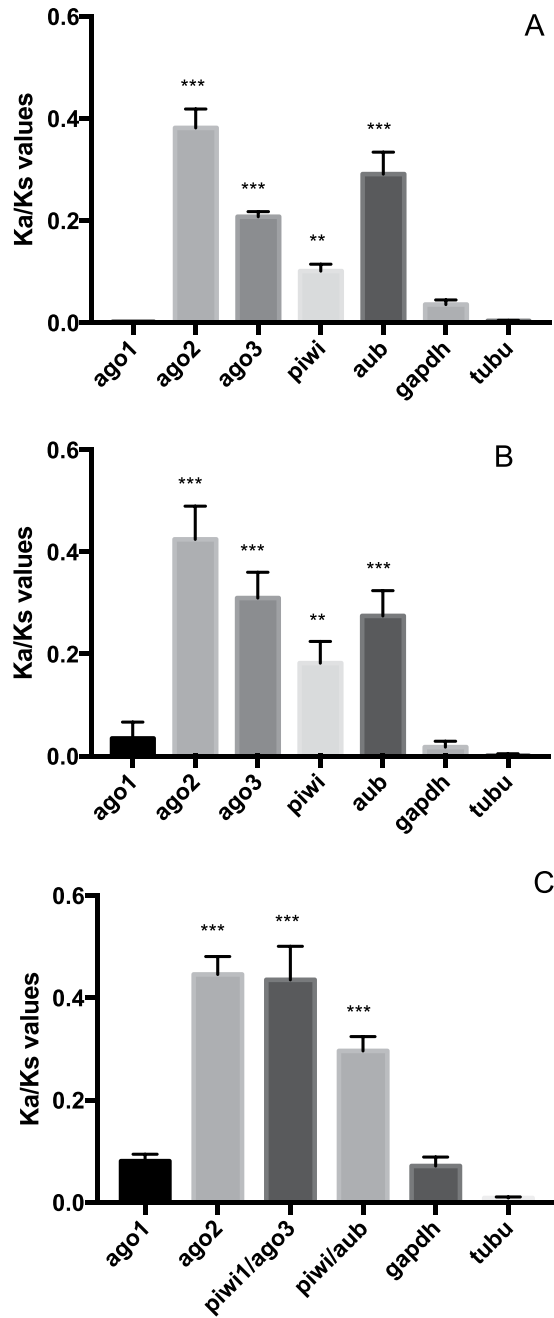 A
Ka/Ks values
0.6
0.4
0.2
0.0
***
***
**
***
ago1
ago2
ago3
piwi
aub
gapdh
tubu
B
Ka/Ks values
0.6
0.4
0.2
0.0
***
***
**
***
ago1
ago2
ago3
piwi
aub
gapdh
tubu
C
Ka/Ks values
0.6
0.4
0.2
0.0
***
***
***
ago1
ago2
piwi1/ago3
piwi/aub
gapdh
tubu